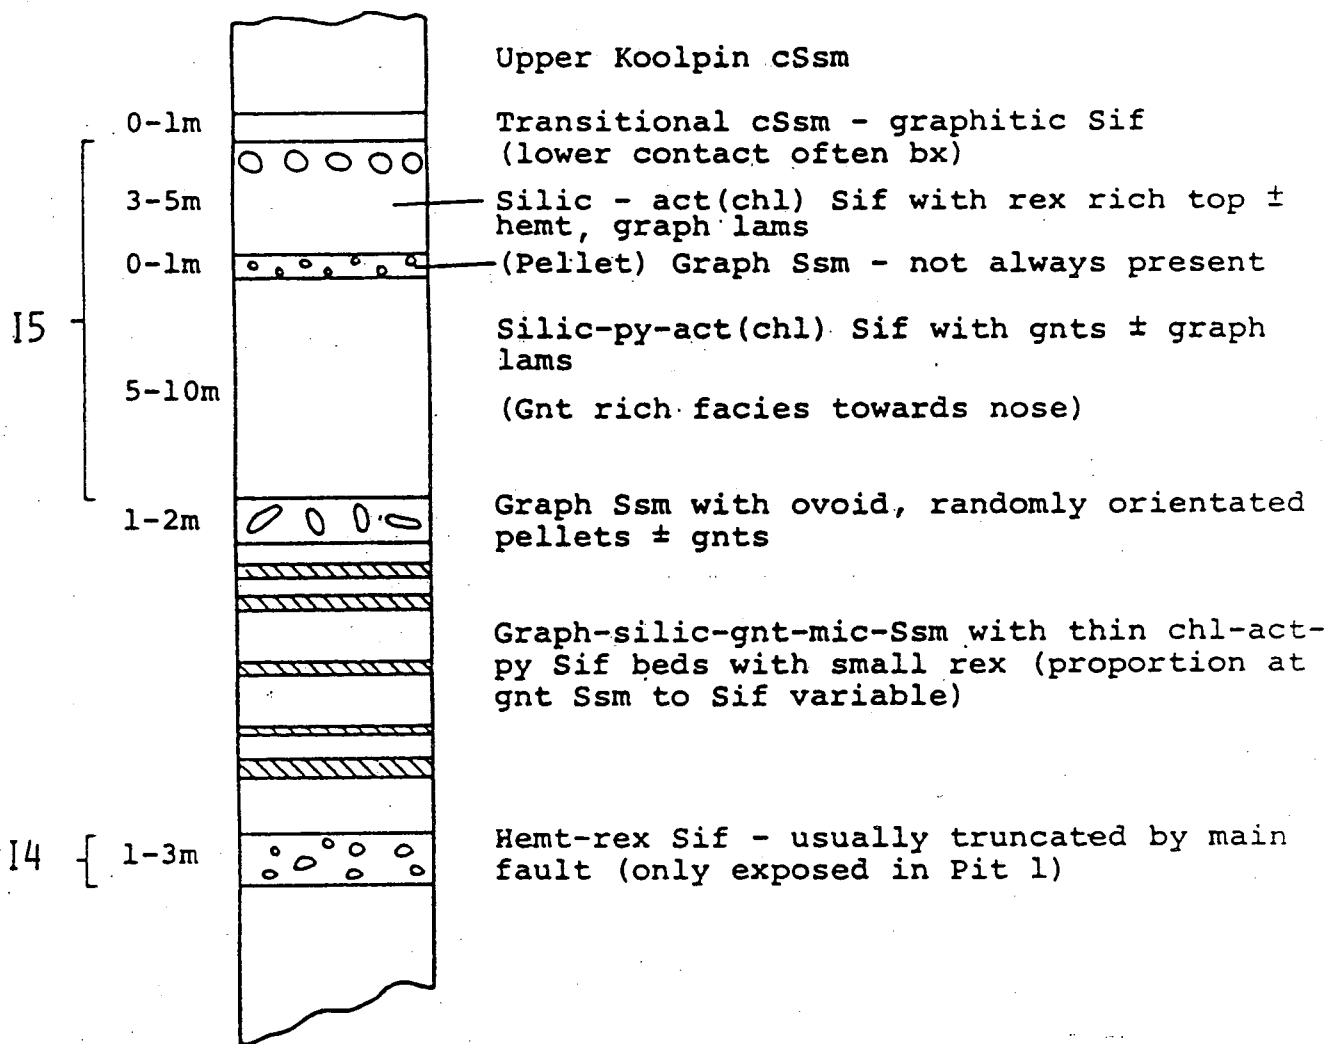 Upper Koolpin cSsm
0-1m
Transitional cSsm - graphitic Sif
(lower contact often bx)
3-5m
Silic - act(chl) Sif with rex rich top ±
hemt, graph lams
0-1m
(Pellet) Graph Ssm - not always present
I5
Silic-py-act(chl) Sif with gnts ± graph
lams
5-10m
(Gnt rich facies towards nose)
1-2m
Graph Ssm with ovoid, randomly orientated
pellets ± gnts
Graph-silic-gnt-mic-Ssm with thin chl-act-
py Sif beds with small rex (proportion at
gnt Ssm to Sif variable)
I4
1-3m
Hemt-rex Sif - usually truncated by main
fault (only exposed in Pit 1)